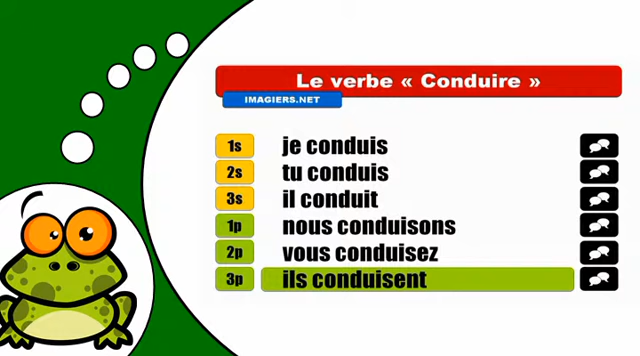 Le verbe « Conduire »
IMAGIERS.NET
1s je conduis
2s tu conduis
3s il conduit
1p nous conduisons
2p vous conduisez
3p ils conduisent